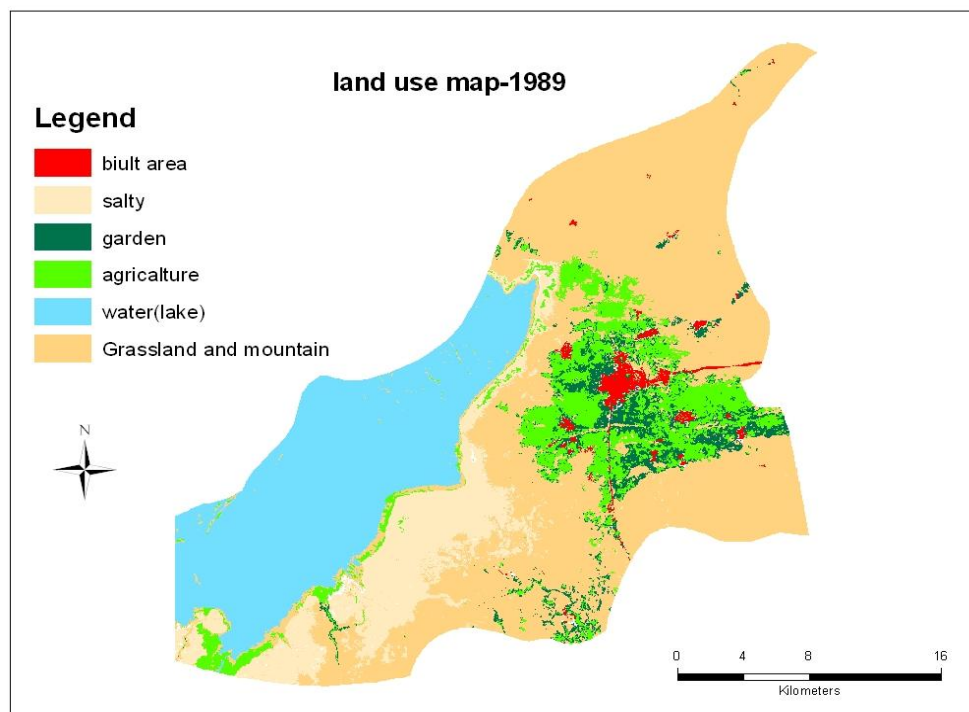 land use map-1989
Legend
biult area
salty
garden
agricalture
water(lake)
Grassland and mountain
N
0 4 8 16
Kilometers